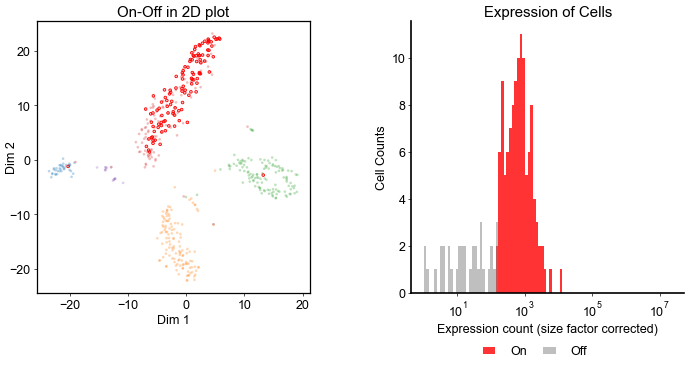 On-Off in 2D plot
Expression of Cells
Dim 2
20
10
0
−10
−20
−20 −10 0 10 20
Dim 1
Cell Counts
10
8
6
4
2
0
10^1 10^3 10^5 10^7
Expression count (size factor corrected)
On Off